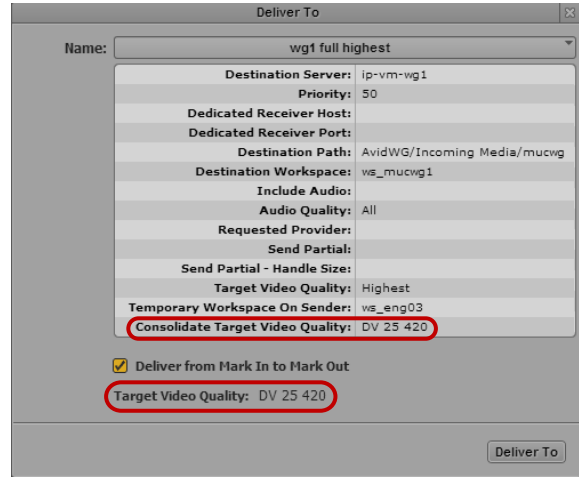 Deliver To
Name: wg1 full highest
Destination Server: ip-vm-wg1
Priority: 50
Dedicated Receiver Host:
Dedicated Receiver Port:
Destination Path: AvidWG/Incoming Media/mucwg
Destination Workspace: ws_mucwg1
Include Audio:
Audio Quality: All
Requested Provider:
Send Partial:
Send Partial - Handle Size:
Target Video Quality: Highest
Temporary Workspace On Sender: ws_eng03
Consolidate Target Video Quality: DV 25 420
Deliver from Mark In to Mark Out
Target Video Quality: DV 25 420
Deliver To